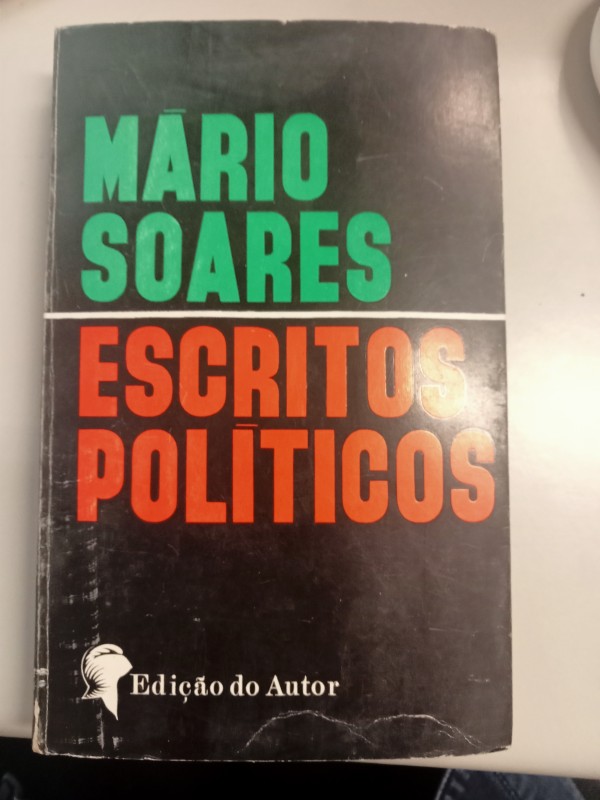 MÁRIO
SOARES
ESCRITOS
POLÍTICOS
Edição do Autor